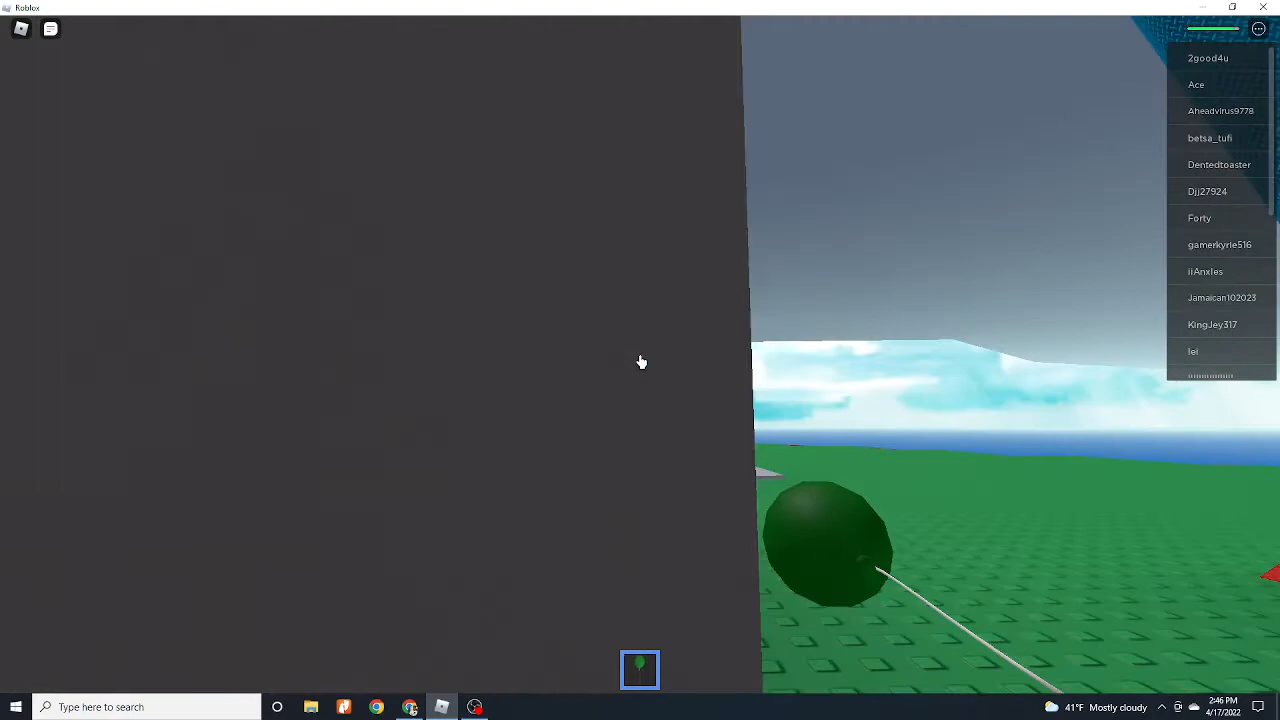 Roblox
2good4u
Ace
Aheadvirus9778
betsa_tufi
Dentedtoaster
Djj27924
Forty
gamerkyrie516
iiAnxIes
Jamaican102023
KingJey317
lei
Type here to search
41°F Mostly cloudy
2:46 PM
4/17/2022